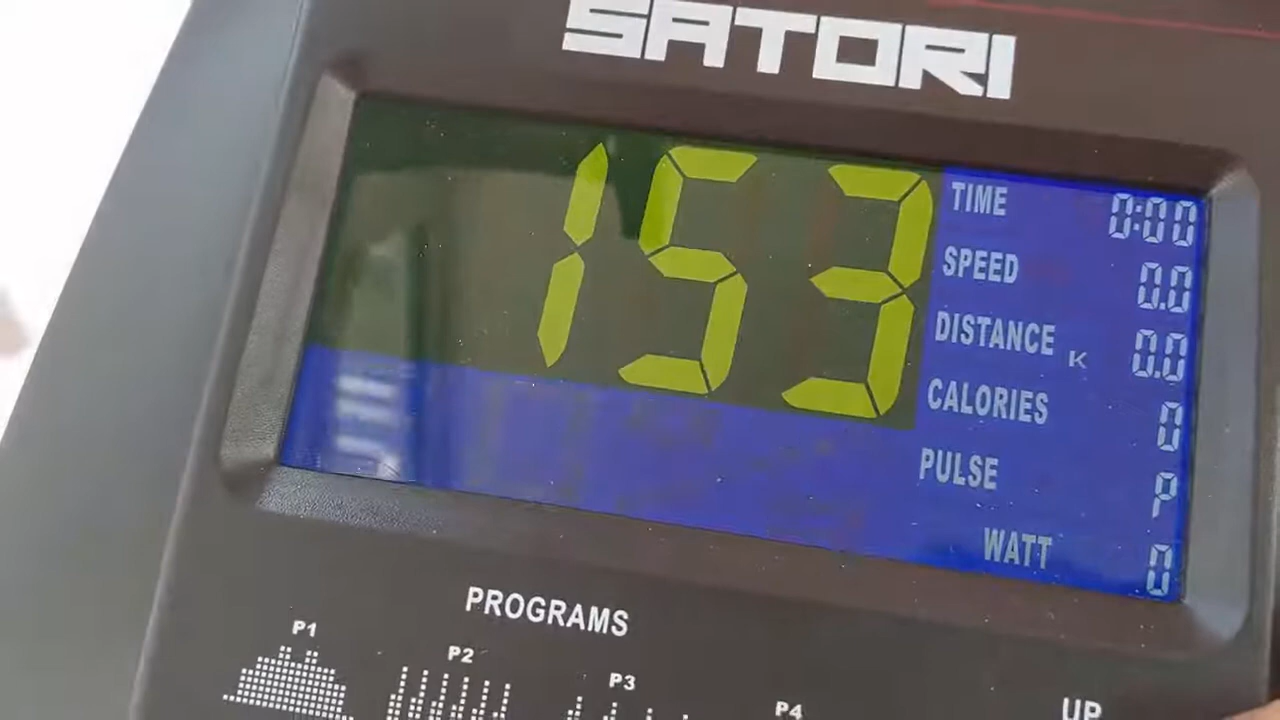 SATORI
153
TIME 0:00
SPEED 0.0
DISTANCE K 0.0
CALORIES 0
PULSE P
WATT 0
PROGRAMS
P1
P2
P3
P4
UP